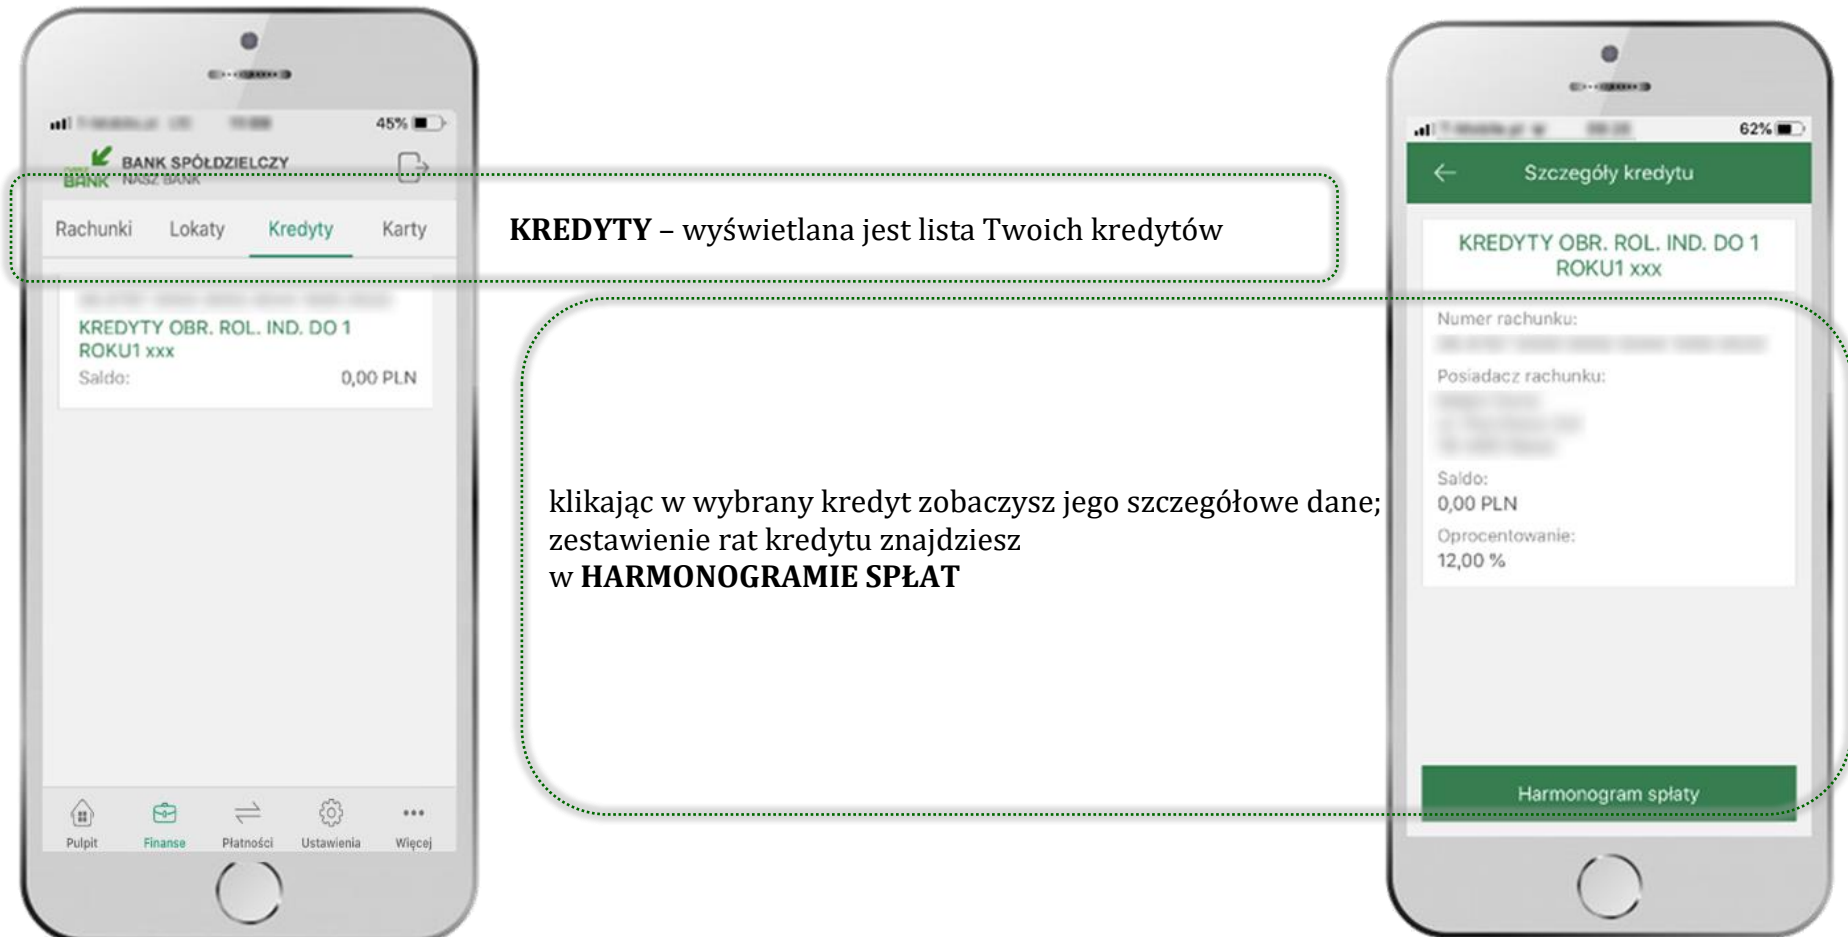 45%
BANK SPÓŁDZIELCZY
BANK NASZ BANK
Rachunki Lokaty Kredyty Karty
KREDYTY OBR. ROL. IND. DO 1
ROKU1 xxx
Saldo: 0,00 PLN
Pulpit Finanse Płatności Ustawienia Więcej
KREDYTY – wyświetlana jest lista Twoich kredytów
klikając w wybrany kredyt zobaczysz jego szczegółowe dane;
zestawienie rat kredytu znajdziesz
w HARMONOGRAMIE SPŁAT
62%
Szczegóły kredytu
KREDYTY OBR. ROL. IND. DO 1
ROKU1 xxx
Numer rachunku:
Posiadacz rachunku:
Saldo:
0,00 PLN
Oprocentowanie:
12,00 %
Harmonogram spłaty